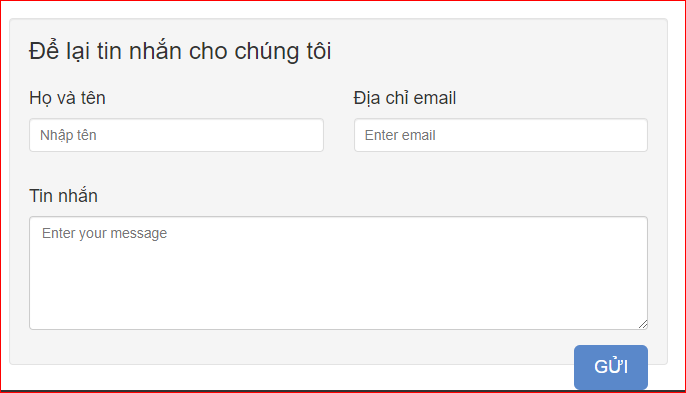 Để lại tin nhắn cho chúng tôi
Họ và tên
Địa chỉ email
Nhập tên
Enter email
Tin nhắn
Enter your message
GỬI